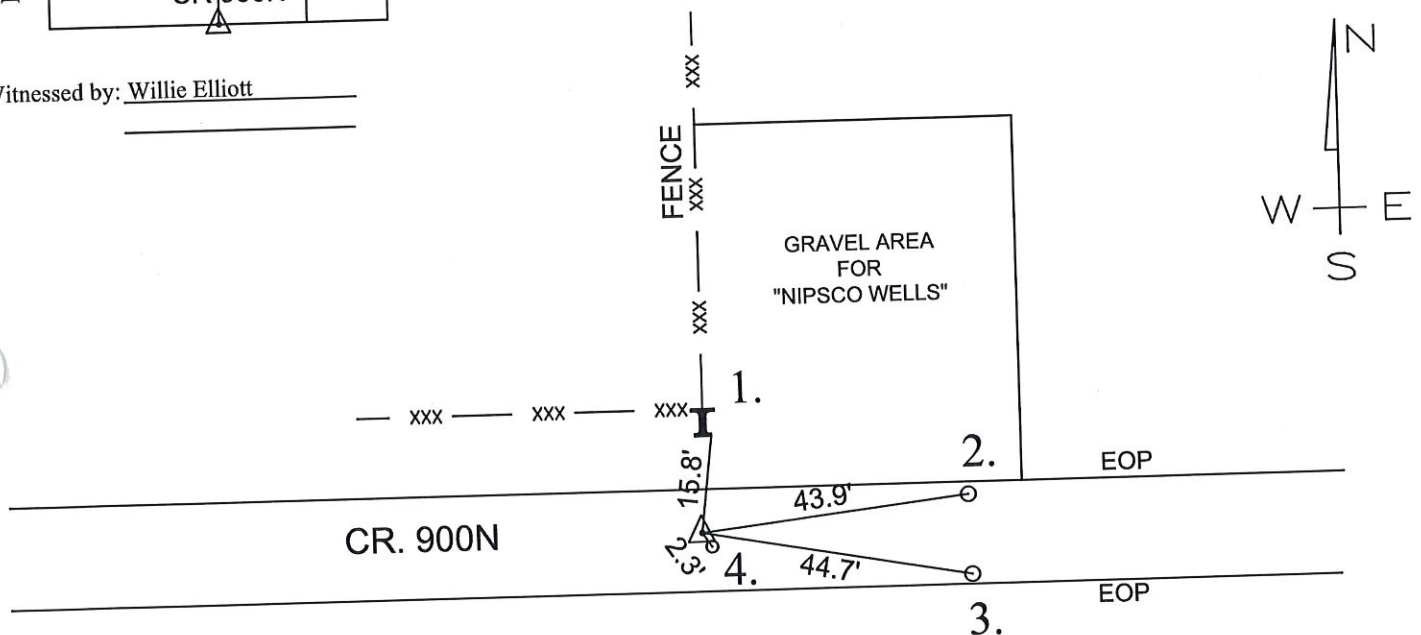 Witnessed by: Willie Elliott
N
W E
S
XXX
FENCE
XXX
XXX
GRAVEL AREA
FOR
"NIPSCO WELLS"
XXX XXX XXX
1.
15.8'
2.
EOP
43.9'
CR. 900N
2.3'
4.
44.7'
EOP
3.